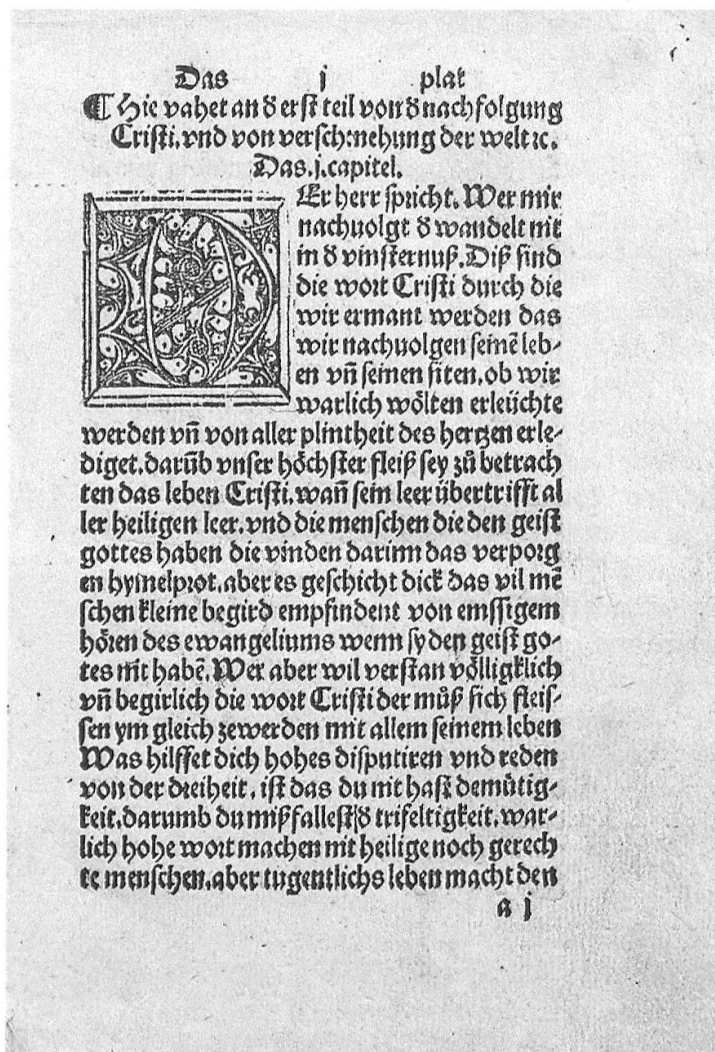 Das j plat
¶ Hie vahet an ð erst teil von ð nachfolgung
Cristi. vnd von verschmehung der welt ꝛc.
Das .j. capitel.
DEr herr spricht. Wer mir
nachuolgt ð wandelt nit
in ð vinsternuß. Diß sind
die wort Cristi durch die
wir ermant werden das
wir nachuolgen seinē leb-
en vñ seinen siten. ob wir
warlich wöˡten erleüchte
werden vñ von aller plintheit des hertzen erle-
diget. darūb vnser höchster fleiß sey zů betrach
ten das leben Cristi. wañ sein leer übertrifft al
ler heiligen leer. vnd die menschen die den geist
gottes haben die vinden darinn das verporg
en hymelprot. aber es geschicht dick das vil mē
schen kleine begird empfindent von emssigem
hören des ewangeliums wenn sy den geist go-
tes nit habē. Wer aber wil verstan völligklich
vñ begirlich die wort Cristi der můß sich fleis-
sen ym gleich zewerden mit allem seinem leben
Was hilffet dich hohes disputiren vnd reden
von der dreiheit. ist das du nit hast demütig-
keit. darumb du mißfallest ð trifeltigkeit. war-
lich hohe wort machen nit heilige noch gerech
te menschen. aber tugentlichs leben macht den
a j